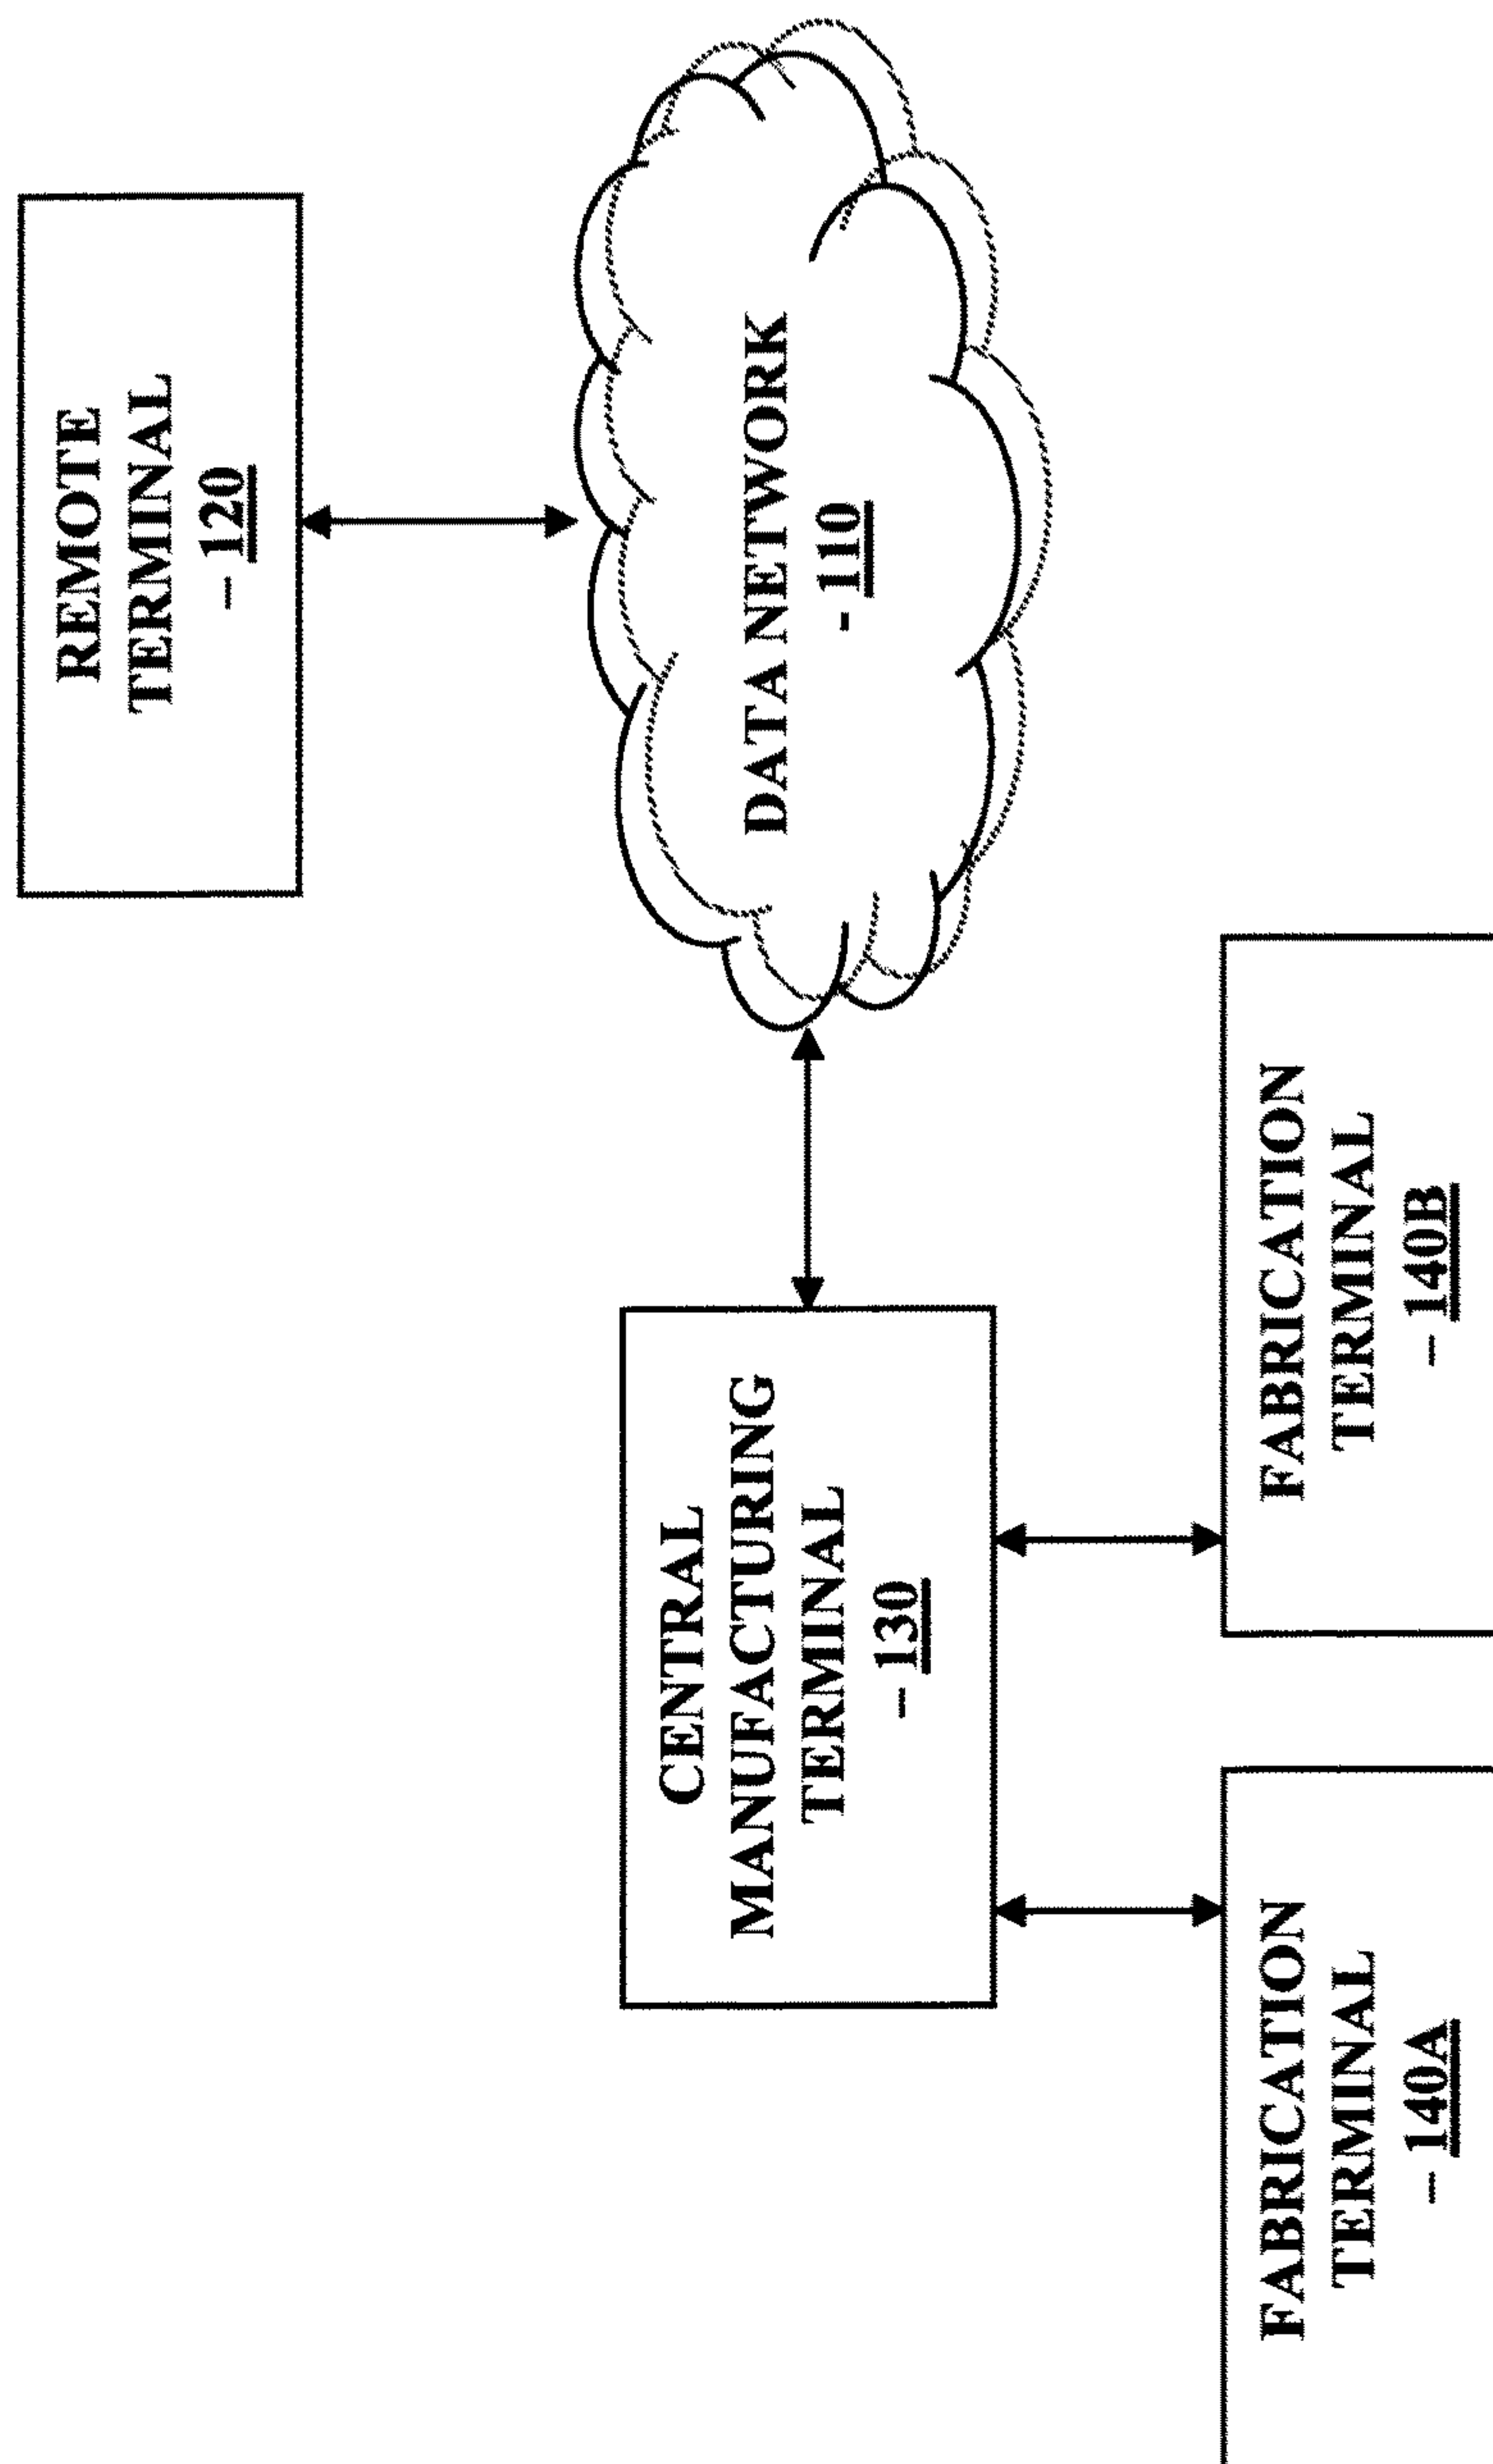 REMOTE
TERMINAL
– 120
DATA NETWORK
- 110
CENTRAL
MANUFACTURING
TERMINAL
– 130
FABRICATION
TERMINAL
– 140A
FABRICATION
TERMINAL
– 140B